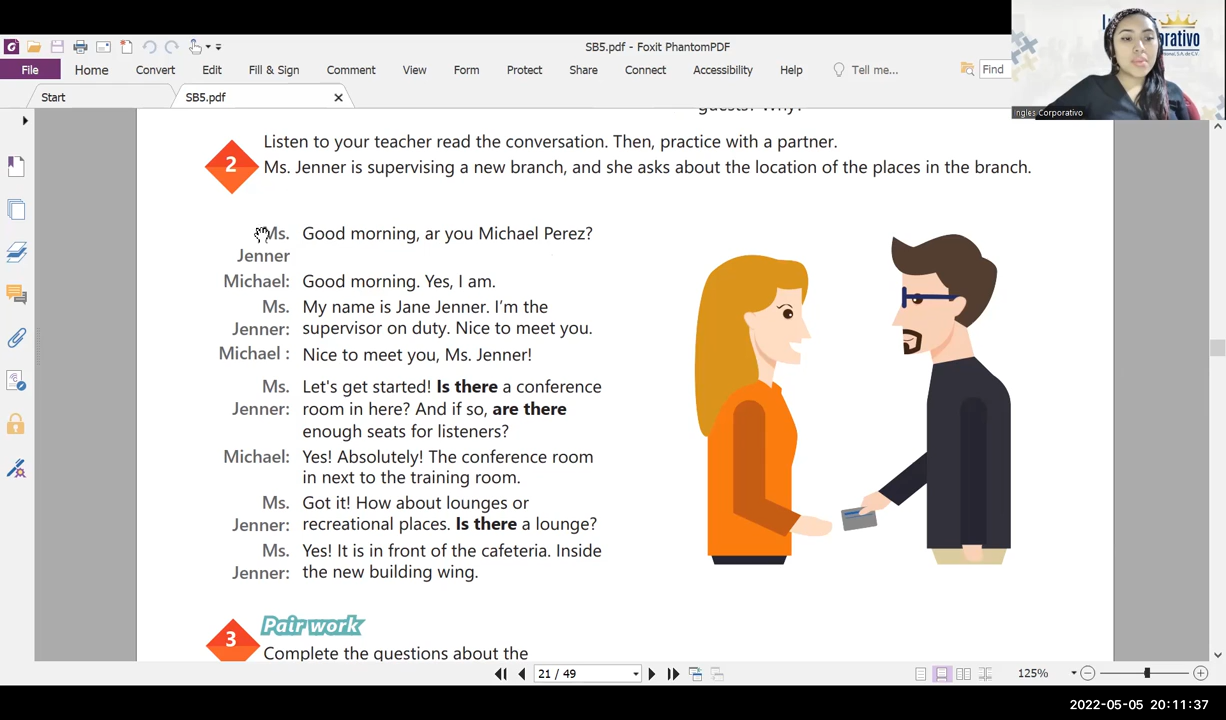 SB5.pdf - Foxit PhantomPDF
File Home Convert Edit Fill & Sign Comment View Form Protect Share Connect Accessibility Help Tell me... Find
Start SB5.pdf
Ingles Corporativo
guests? Why?
Listen to your teacher read the conversation. Then, practice with a partner.
2 Ms. Jenner is supervising a new branch, and she asks about the location of the places in the branch.
Ms. Good morning, ar you Michael Perez?
Jenner
Michael: Good morning. Yes, I am.
Ms. My name is Jane Jenner. I'm the
Jenner: supervisor on duty. Nice to meet you.
Michael : Nice to meet you, Ms. Jenner!
Ms. Let's get started! Is there a conference
Jenner: room in here? And if so, are there
enough seats for listeners?
Michael: Yes! Absolutely! The conference room
in next to the training room.
Ms. Got it! How about lounges or
Jenner: recreational places. Is there a lounge?
Ms. Yes! It is in front of the cafeteria. Inside
Jenner: the new building wing.
3 Pair work
Complete the questions about the
21 / 49
125%
2022-05-05 20:11:37